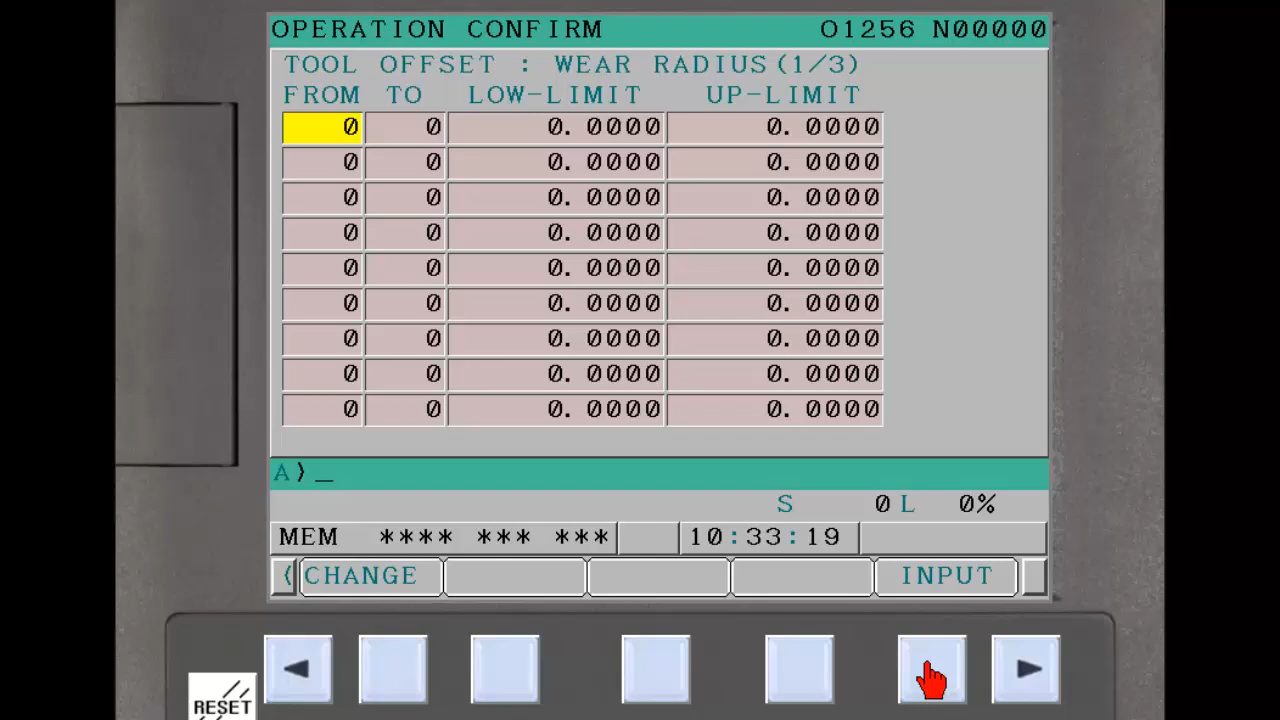 OPERATION CONFIRM O1256 N00000
TOOL OFFSET : WEAR RADIUS(1/3)
FROM TO LOW-LIMIT UP-LIMIT
0 0 0. 0000 0. 0000
0 0 0. 0000 0. 0000
0 0 0. 0000 0. 0000
0 0 0. 0000 0. 0000
0 0 0. 0000 0. 0000
0 0 0. 0000 0. 0000
0 0 0. 0000 0. 0000
0 0 0. 0000 0. 0000
0 0 0. 0000 0. 0000
A)_
S 0 L 0%
MEM **** *** *** 10:33:19
( CHANGE INPUT
RESET